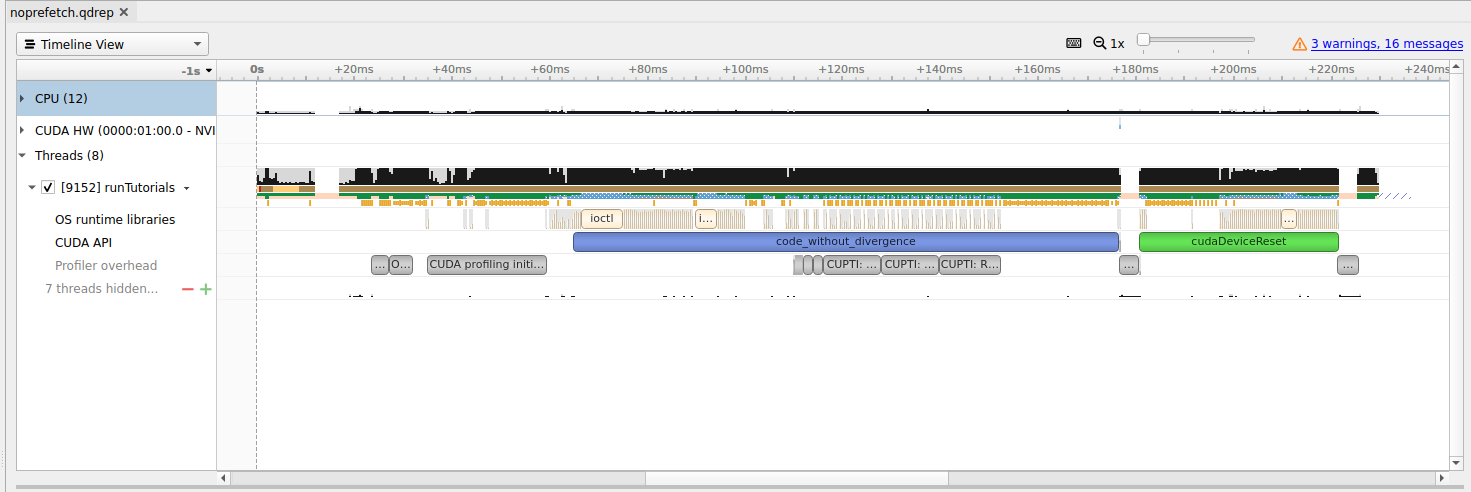 noprefetch.qdrep
Timeline View
1x
3 warnings, 16 messages
-1s
0s +20ms +40ms +60ms +80ms +100ms +120ms +140ms +160ms +180ms +200ms +220ms +240ms
CPU (12)
CUDA HW (0000:01:00.0 - NVI
Threads (8)
[9152] runTutorials
OS runtime libraries
ioctl i... ...
CUDA API
code_without_divergence cudaDeviceReset
Profiler overhead
... O... CUDA profiling initi... CUPTI: ... CUPTI: ... CUPTI: R... ... ...
7 threads hidden...